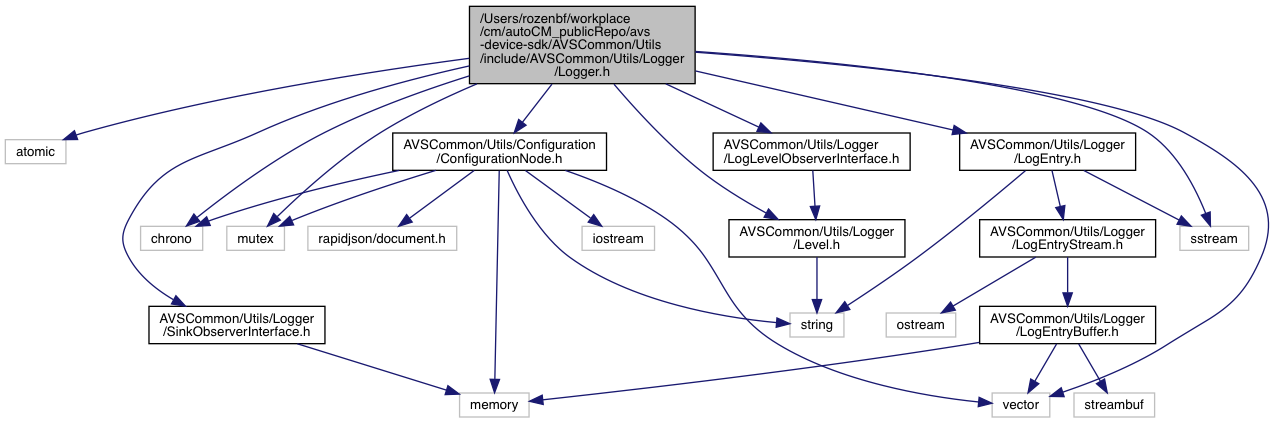 /Users/rozenbf/workplace
/cm/autoCM_publicRepo/avs
-device-sdk/AVSCommon/Utils
/include/AVSCommon/Utils/Logger
/Logger.h
atomic
AVSCommon/Utils/Configuration
/ConfigurationNode.h
AVSCommon/Utils/Logger
/LogLevelObserverInterface.h
AVSCommon/Utils/Logger
/LogEntry.h
chrono
mutex
rapidjson/document.h
iostream
AVSCommon/Utils/Logger
/Level.h
AVSCommon/Utils/Logger
/LogEntryStream.h
sstream
AVSCommon/Utils/Logger
/SinkObserverInterface.h
string
ostream
AVSCommon/Utils/Logger
/LogEntryBuffer.h
memory
vector
streambuf